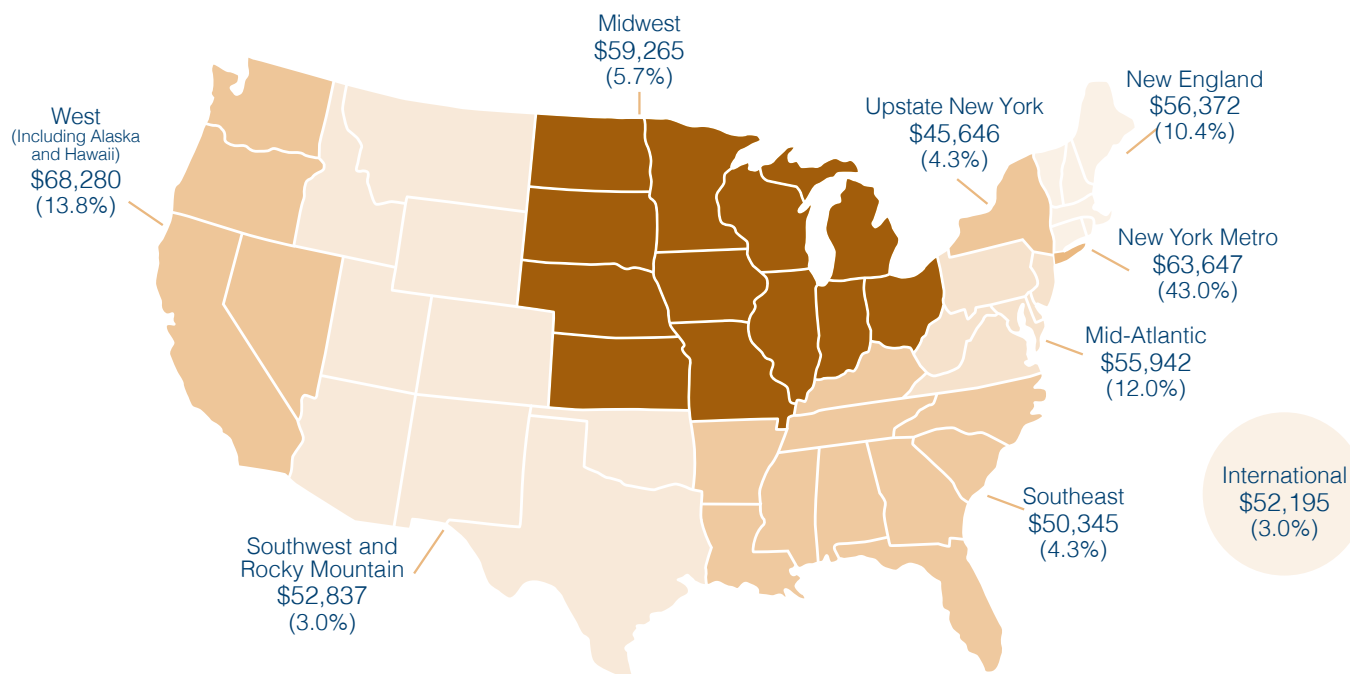 Midwest
$59,265
(5.7%)
New England
$56,372
(10.4%)
Upstate New York
$45,646
(4.3%)
West
(Including Alaska
and Hawaii)
$68,280
(13.8%)
New York Metro
$63,647
(43.0%)
Mid-Atlantic
$55,942
(12.0%)
International
$52,195
(3.0%)
Southeast
$50,345
(4.3%)
Southwest and
Rocky Mountain
$52,837
(3.0%)